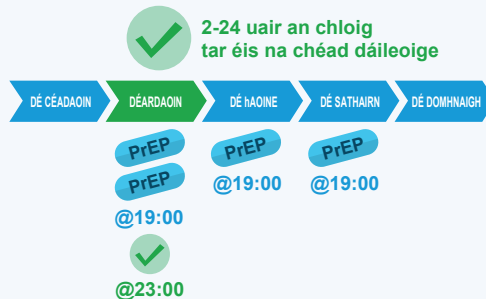 2-24 uair an chloig
tar éis na chéad dáileoige
DÉ CÉADAOIN DÉARDAOIN DÉ hAOINE DÉ SATHAIRN DÉ DOMHNAIGH
PrEP PrEP PrEP
PrEP
@19:00 @19:00 @19:00
@23:00